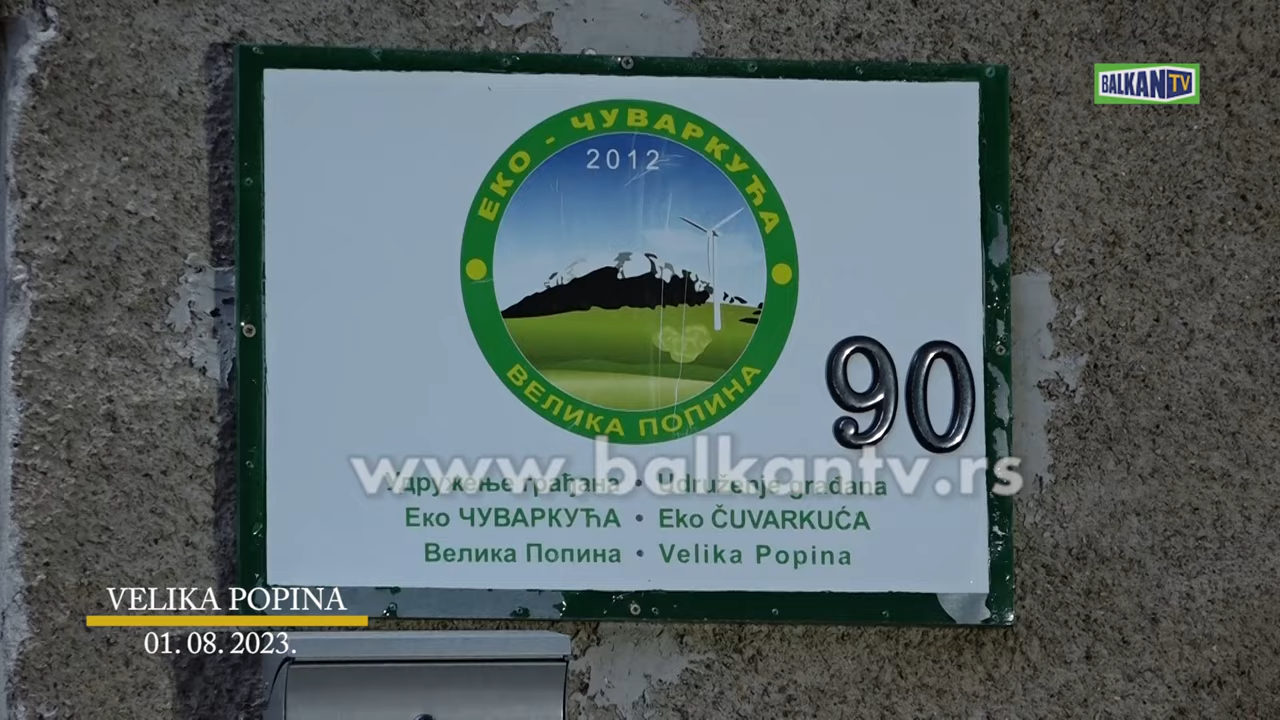 BALKAN TV
ЕКО - ЧУВАРКУЋА
2012
ВЕЛИКА ПОПИНА
90
www.balkantv.rs
Удружење грађана • Udruženje građana
Еко ЧУВАРКУЋА • Eko ČUVARKUĆA
Велика Попина • Velika Popina
VELIKA POPINA
01. 08. 2023.